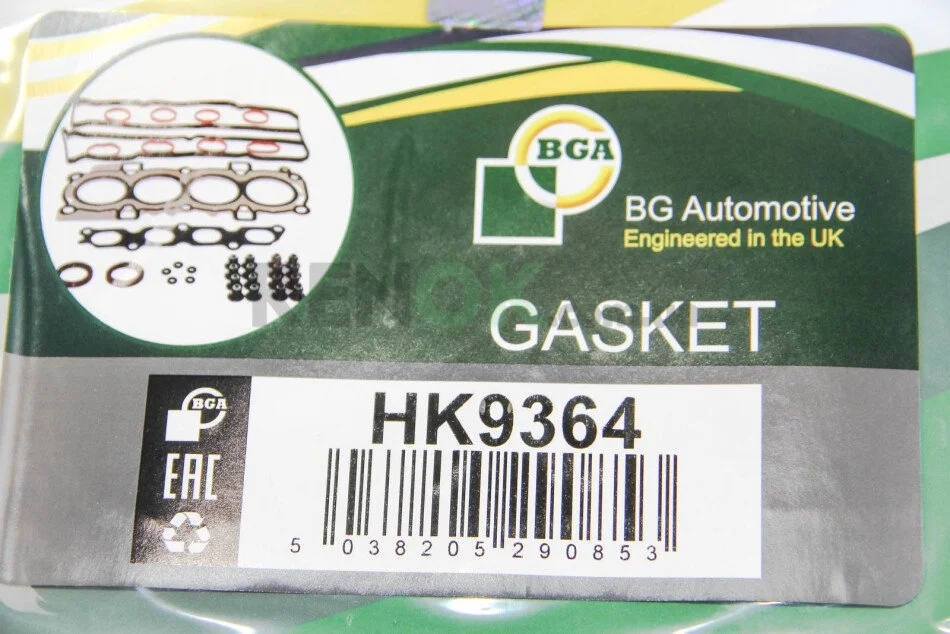 BGA
BG Automotive
Engineered in the UK
GASKET
BGA
HK9364
EAC
5 038205 290853